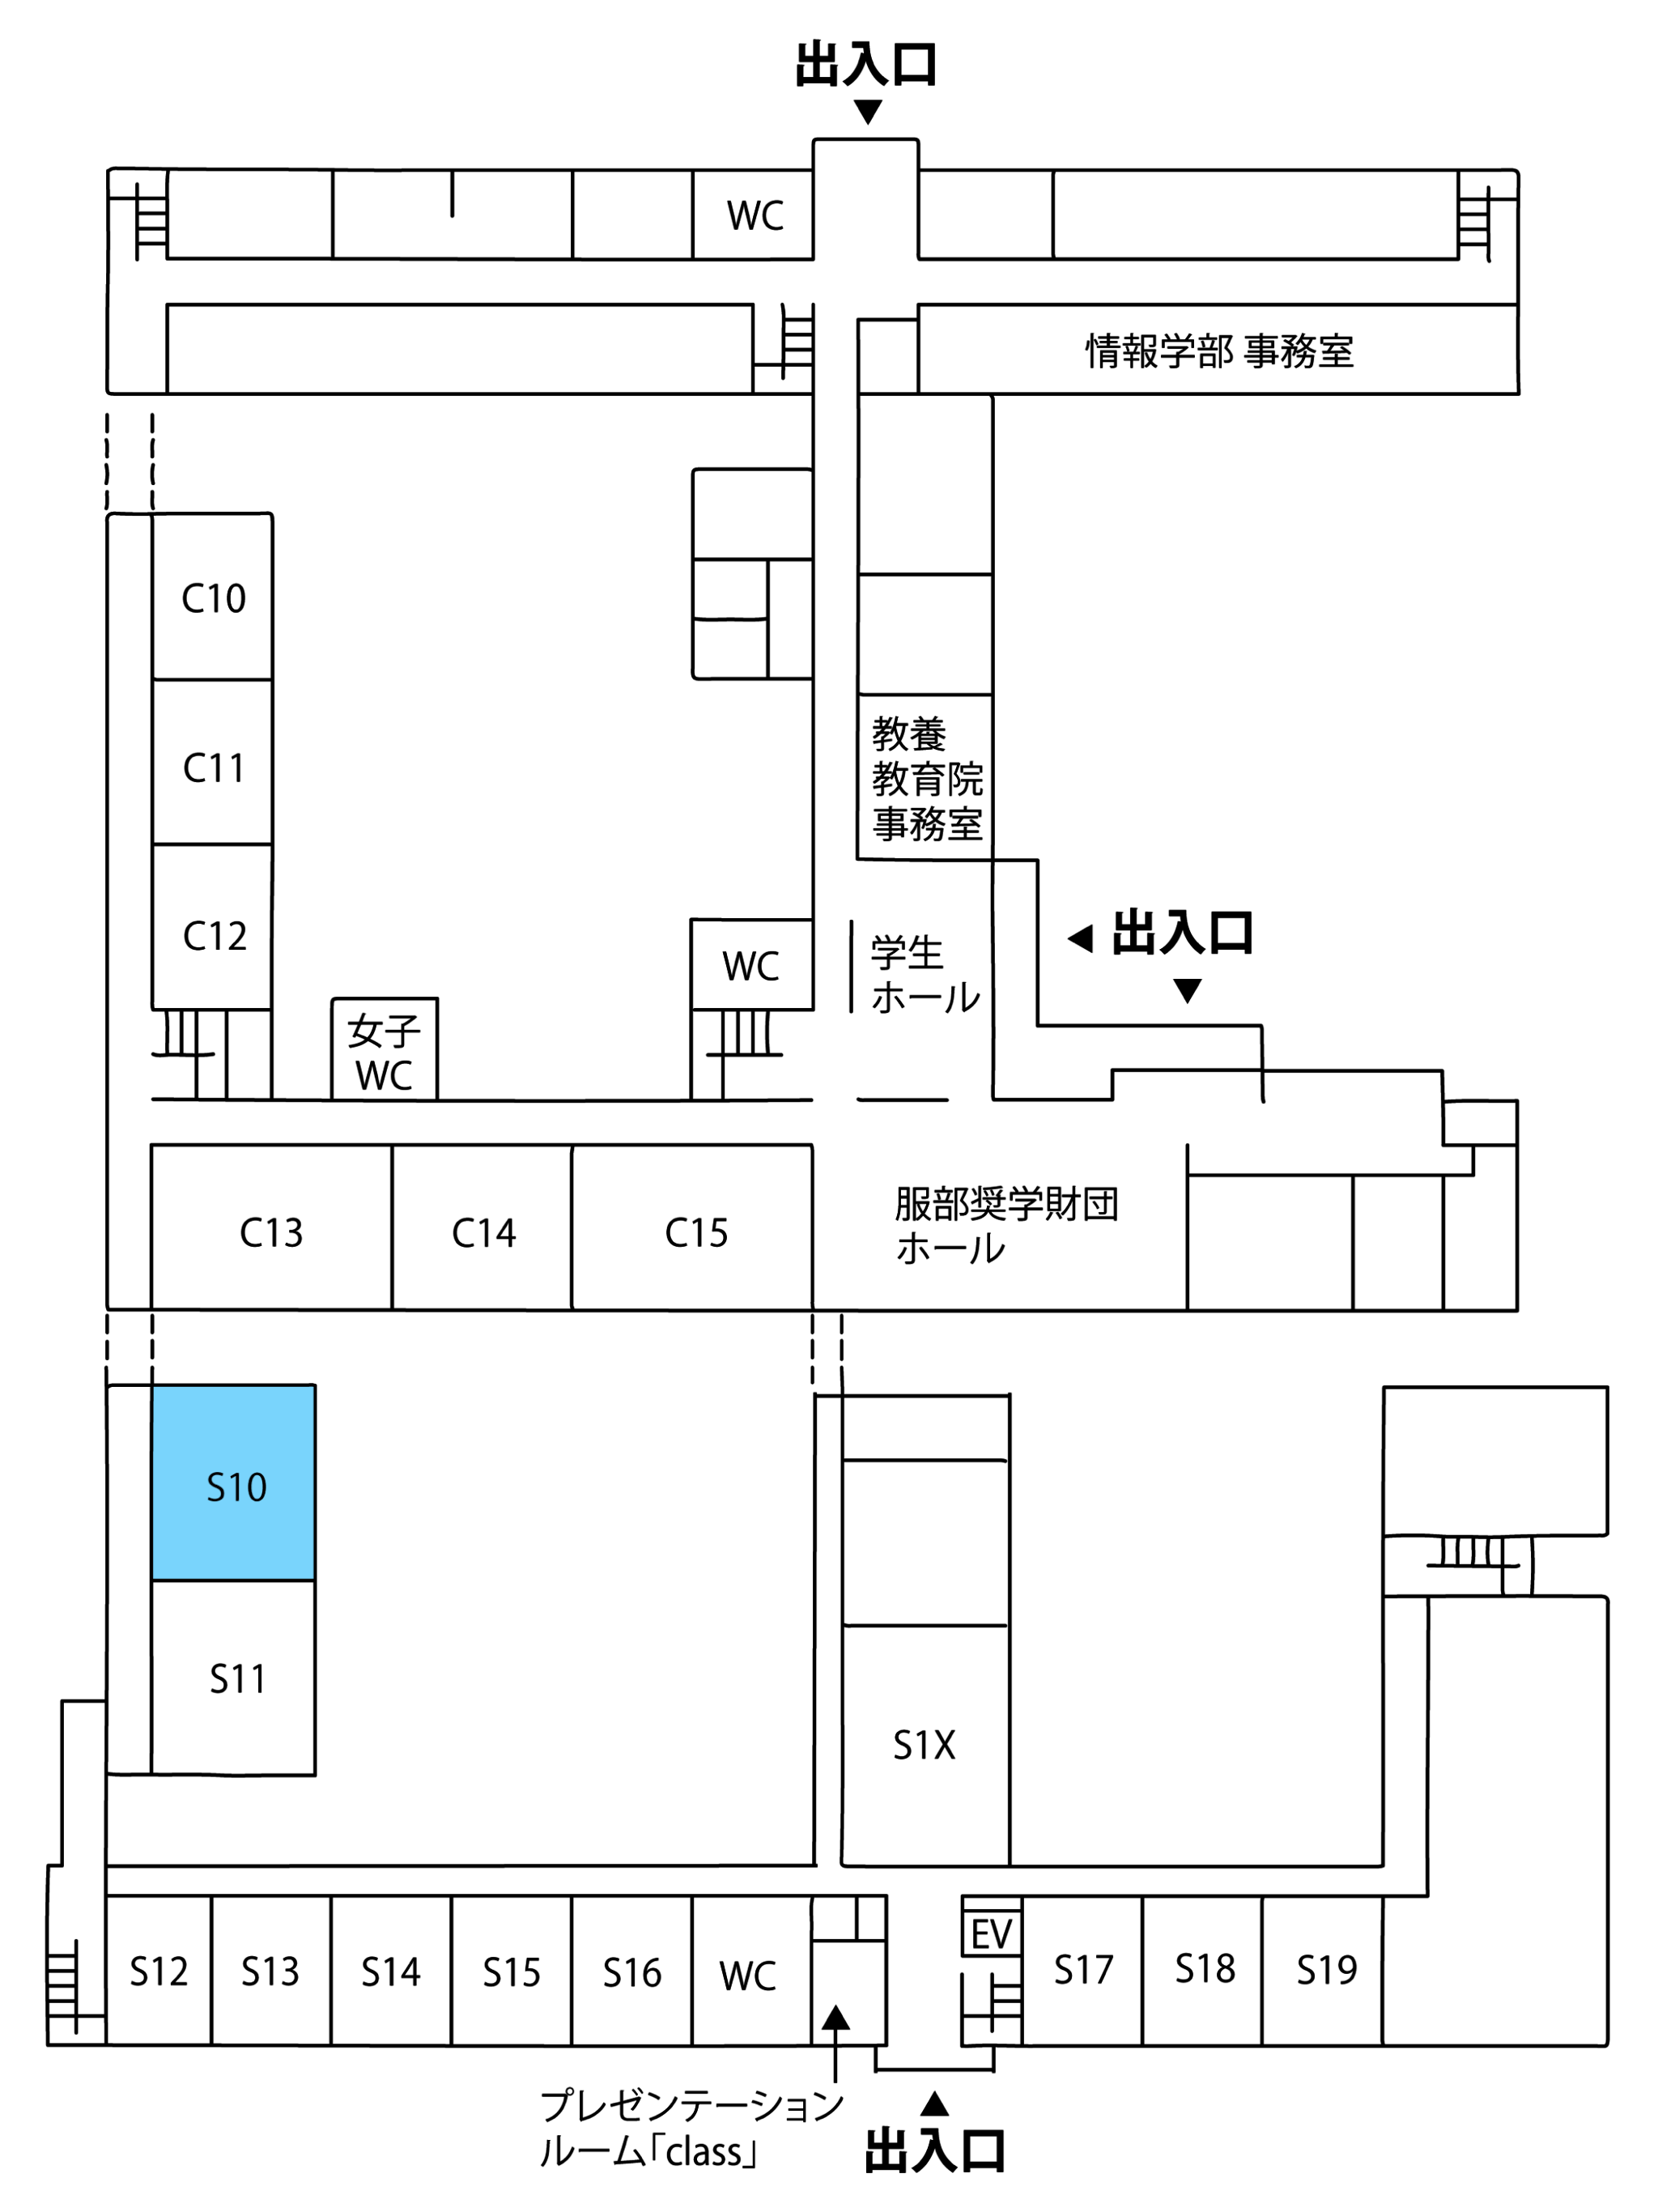 出入口
WC
情報学部 事務室
C10
C11
C12
教養
教育院
事務室
出入口
WC
学生
ホール
女子
WC
C13
C14
C15
服部奨学財団
ホール
S10
S11
S1X
EV
S12
S13
S14
S15
S16
WC
S17
S18
S19
プレゼンテーション
ルーム「class」
出入口